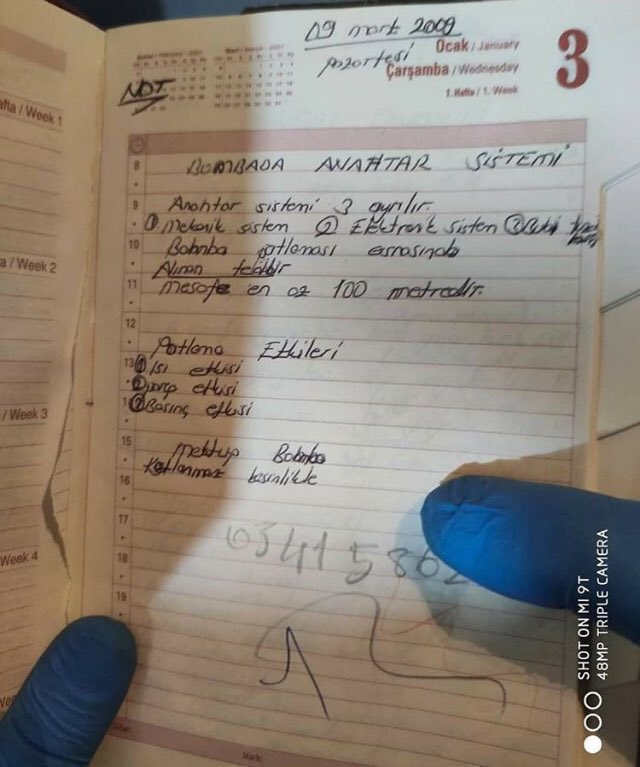 09 mart 2009
pazartesi
Ocak / January
Çarşamba / Wednesday
1. Hafta / 1. Week
3
NOT
afta / Week 1
a / Week 2
/ Week 3
Week 4
8
BOMBADA ANAHTAR SİSTEMİ
9
Anahtar sistemi 3 ayrılır.
① Mekanik sistem ② Elektronik sistem ③
10
Bobmba patlaması esnasında
Alınan tedbir
11
Mesafe en az 100 metredir.
12
Patlama Etkileri
13
① Isı etkisi
② parça etkisi
14
③ Basınç etkisi
15
Mektup Bobmba
Katlanmaz kesinlikle
16
17
0341 5862
18
19
SHOT ON MI 9T
48MP TRIPLE CAMERA